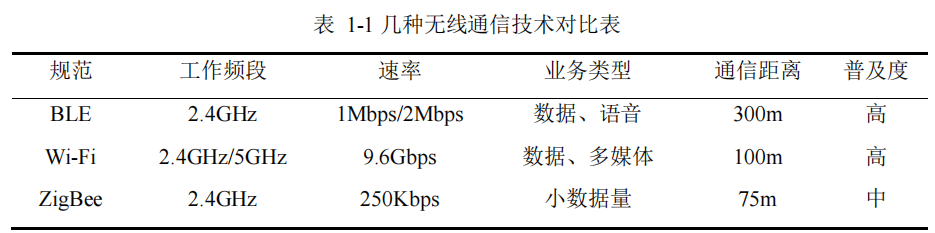 表 1-1 几种无线通信技术对比表
规范 工作频段 速率 业务类型 通信距离 普及度
BLE 2.4GHz 1Mbps/2Mbps 数据、语音 300m 高
Wi-Fi 2.4GHz/5GHz 9.6Gbps 数据、多媒体 100m 高
ZigBee 2.4GHz 250Kbps 小数据量 75m 中